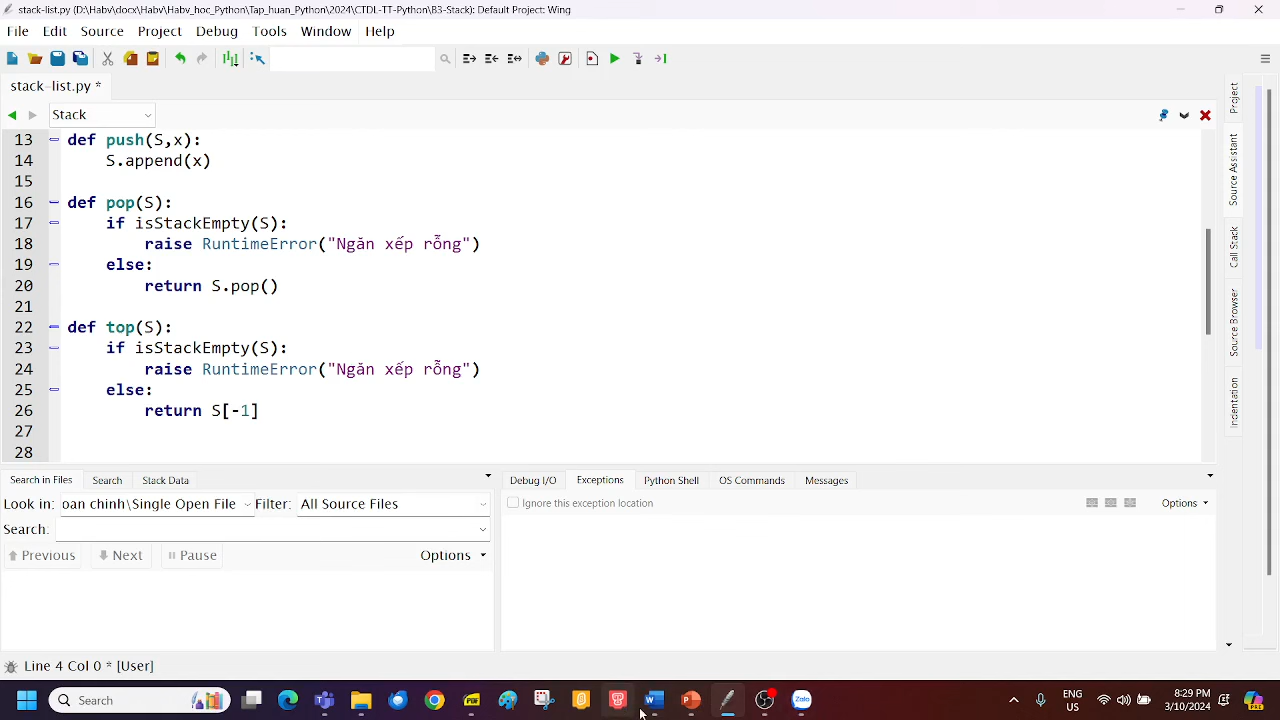 stack-list.py (D:\Habv\docx\Habv\Habv_hoc_Python\Tap_huan_Python\2024\CTDL-TT-Python\B3-Stack): Default Project: Wing
File Edit Source Project Debug Tools Window Help
stack-list.py *
Stack
13 def push(S,x):
14 S.append(x)
15
16 def pop(S):
17 if isStackEmpty(S):
18 raise RuntimeError("Ngăn xếp rỗng")
19 else:
20 return S.pop()
21
22 def top(S):
23 if isStackEmpty(S):
24 raise RuntimeError("Ngăn xếp rỗng")
25 else:
26 return S[-1]
27
28
Project
Source Assistant
Call Stack
Source Browser
Indentation
Search in Files Search Stack Data
Look in: oan chinh\Single Open File Filter: All Source Files
Search:
Previous Next Pause Options
Debug I/O Exceptions Python Shell OS Commands Messages
Ignore this exception location Options
Line 4 Col 0 * [User]
Search
PDF
Zalo
ENG
US
8:29 PM
3/10/2024